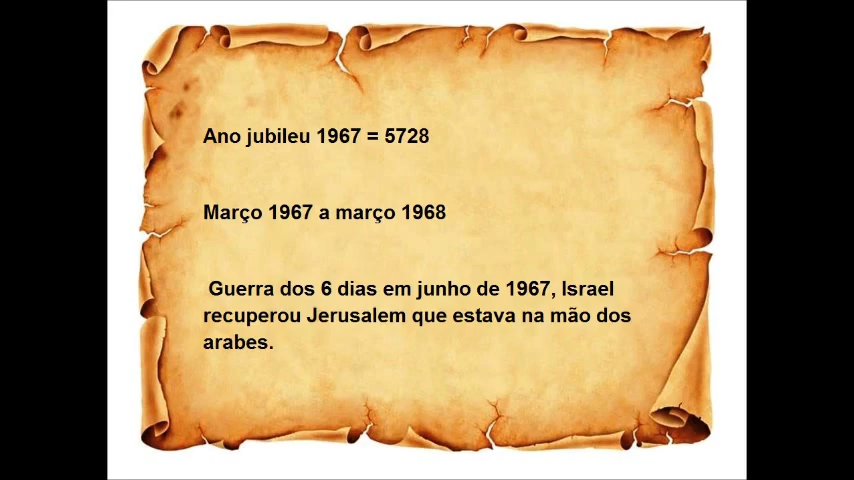 Ano jubileu 1967 = 5728
Março 1967 a março 1968
Guerra dos 6 dias em junho de 1967, Israel
recuperou Jerusalem que estava na mão dos
arabes.